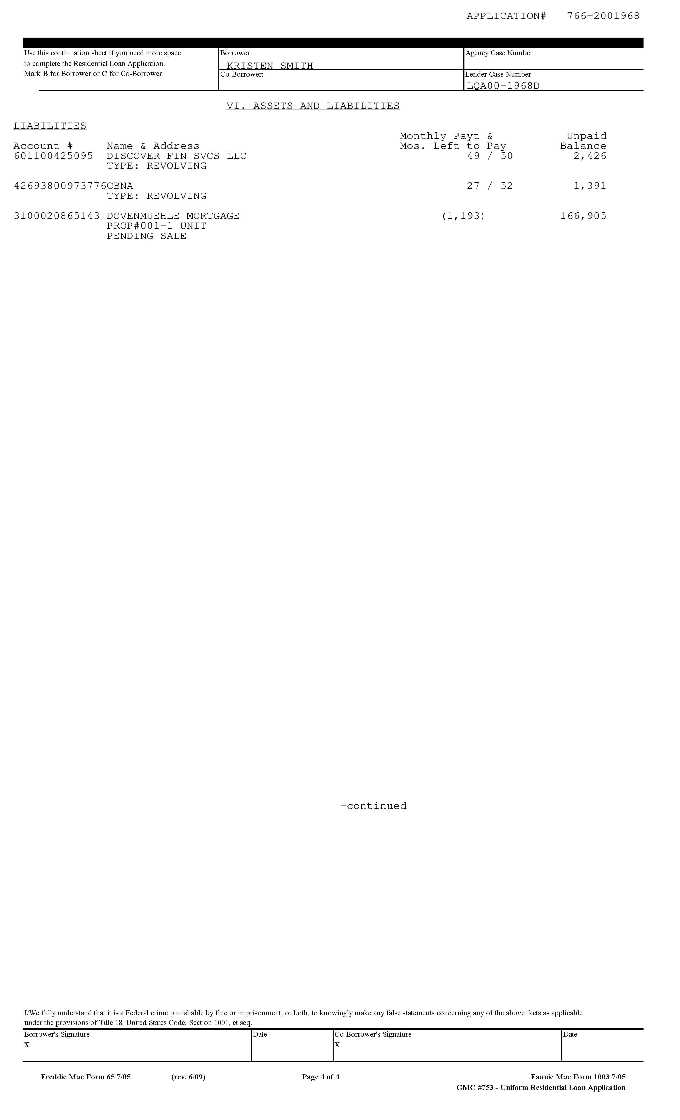 APPLICATION# 766-2001968
Use this continuation sheet if you need more space
to complete the Residential Loan Application.
Mark B for Borrower or C for Co-Borrower.
Borrower:
KRISTEN SMITH
Co-Borrower:
Agency Case Number:
Lender Case Number:
LQA00-1968D
VI. ASSETS AND LIABILITIES
LIABILITIES
Monthly Paymt & Unpaid
Account # Name & Address Mos. Left to Pay Balance
601100425095 DISCOVER FIN SVCS LLC 49 / 50 2,426
TYPE: REVOLVING
42693800973776CBNA 27 / 52 1,391
TYPE: REVOLVING
3100020865143 DOVENMUEHLE MORTGAGE (1,193) 166,905
PROP#001-1 UNIT
PENDING SALE
-continued
I/We fully understand that it is a Federal crime punishable by fine or imprisonment, or both, to knowingly make any false statements concerning any of the above facts as applicable
under the provisions of Title 18, United States Code, Section 1001, et seq.
Borrower's Signature Date Co-Borrower's Signature Date
X X
Freddie Mac Form 65 7/05 (rev. 6/09) Page 4 of 4 Fannie Mae Form 1003 7/05
GMC #753 - Uniform Residential Loan Application